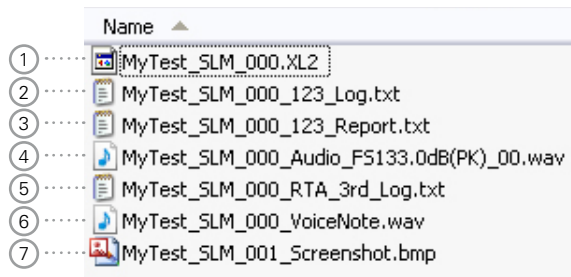 Name
1 MyTest_SLM_000.XL2
2 MyTest_SLM_000_123_Log.txt
3 MyTest_SLM_000_123_Report.txt
4 MyTest_SLM_000_Audio_FS133.0dB(PK)_00.wav
5 MyTest_SLM_000_RTA_3rd_Log.txt
6 MyTest_SLM_000_VoiceNote.wav
7 MyTest_SLM_001_Screenshot.bmp